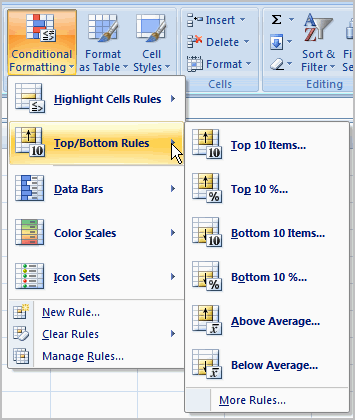 Conditional Formatting
Format as Table
Cell Styles
Insert
Delete
Format
Cells
Σ
Sort & Filter
Find & Select
Editing
Highlight Cells Rules
Top/Bottom Rules
Data Bars
Color Scales
Icon Sets
New Rule...
Clear Rules
Manage Rules...
Top 10 Items...
Top 10 %...
Bottom 10 Items...
Bottom 10 %...
Above Average...
Below Average...
More Rules...